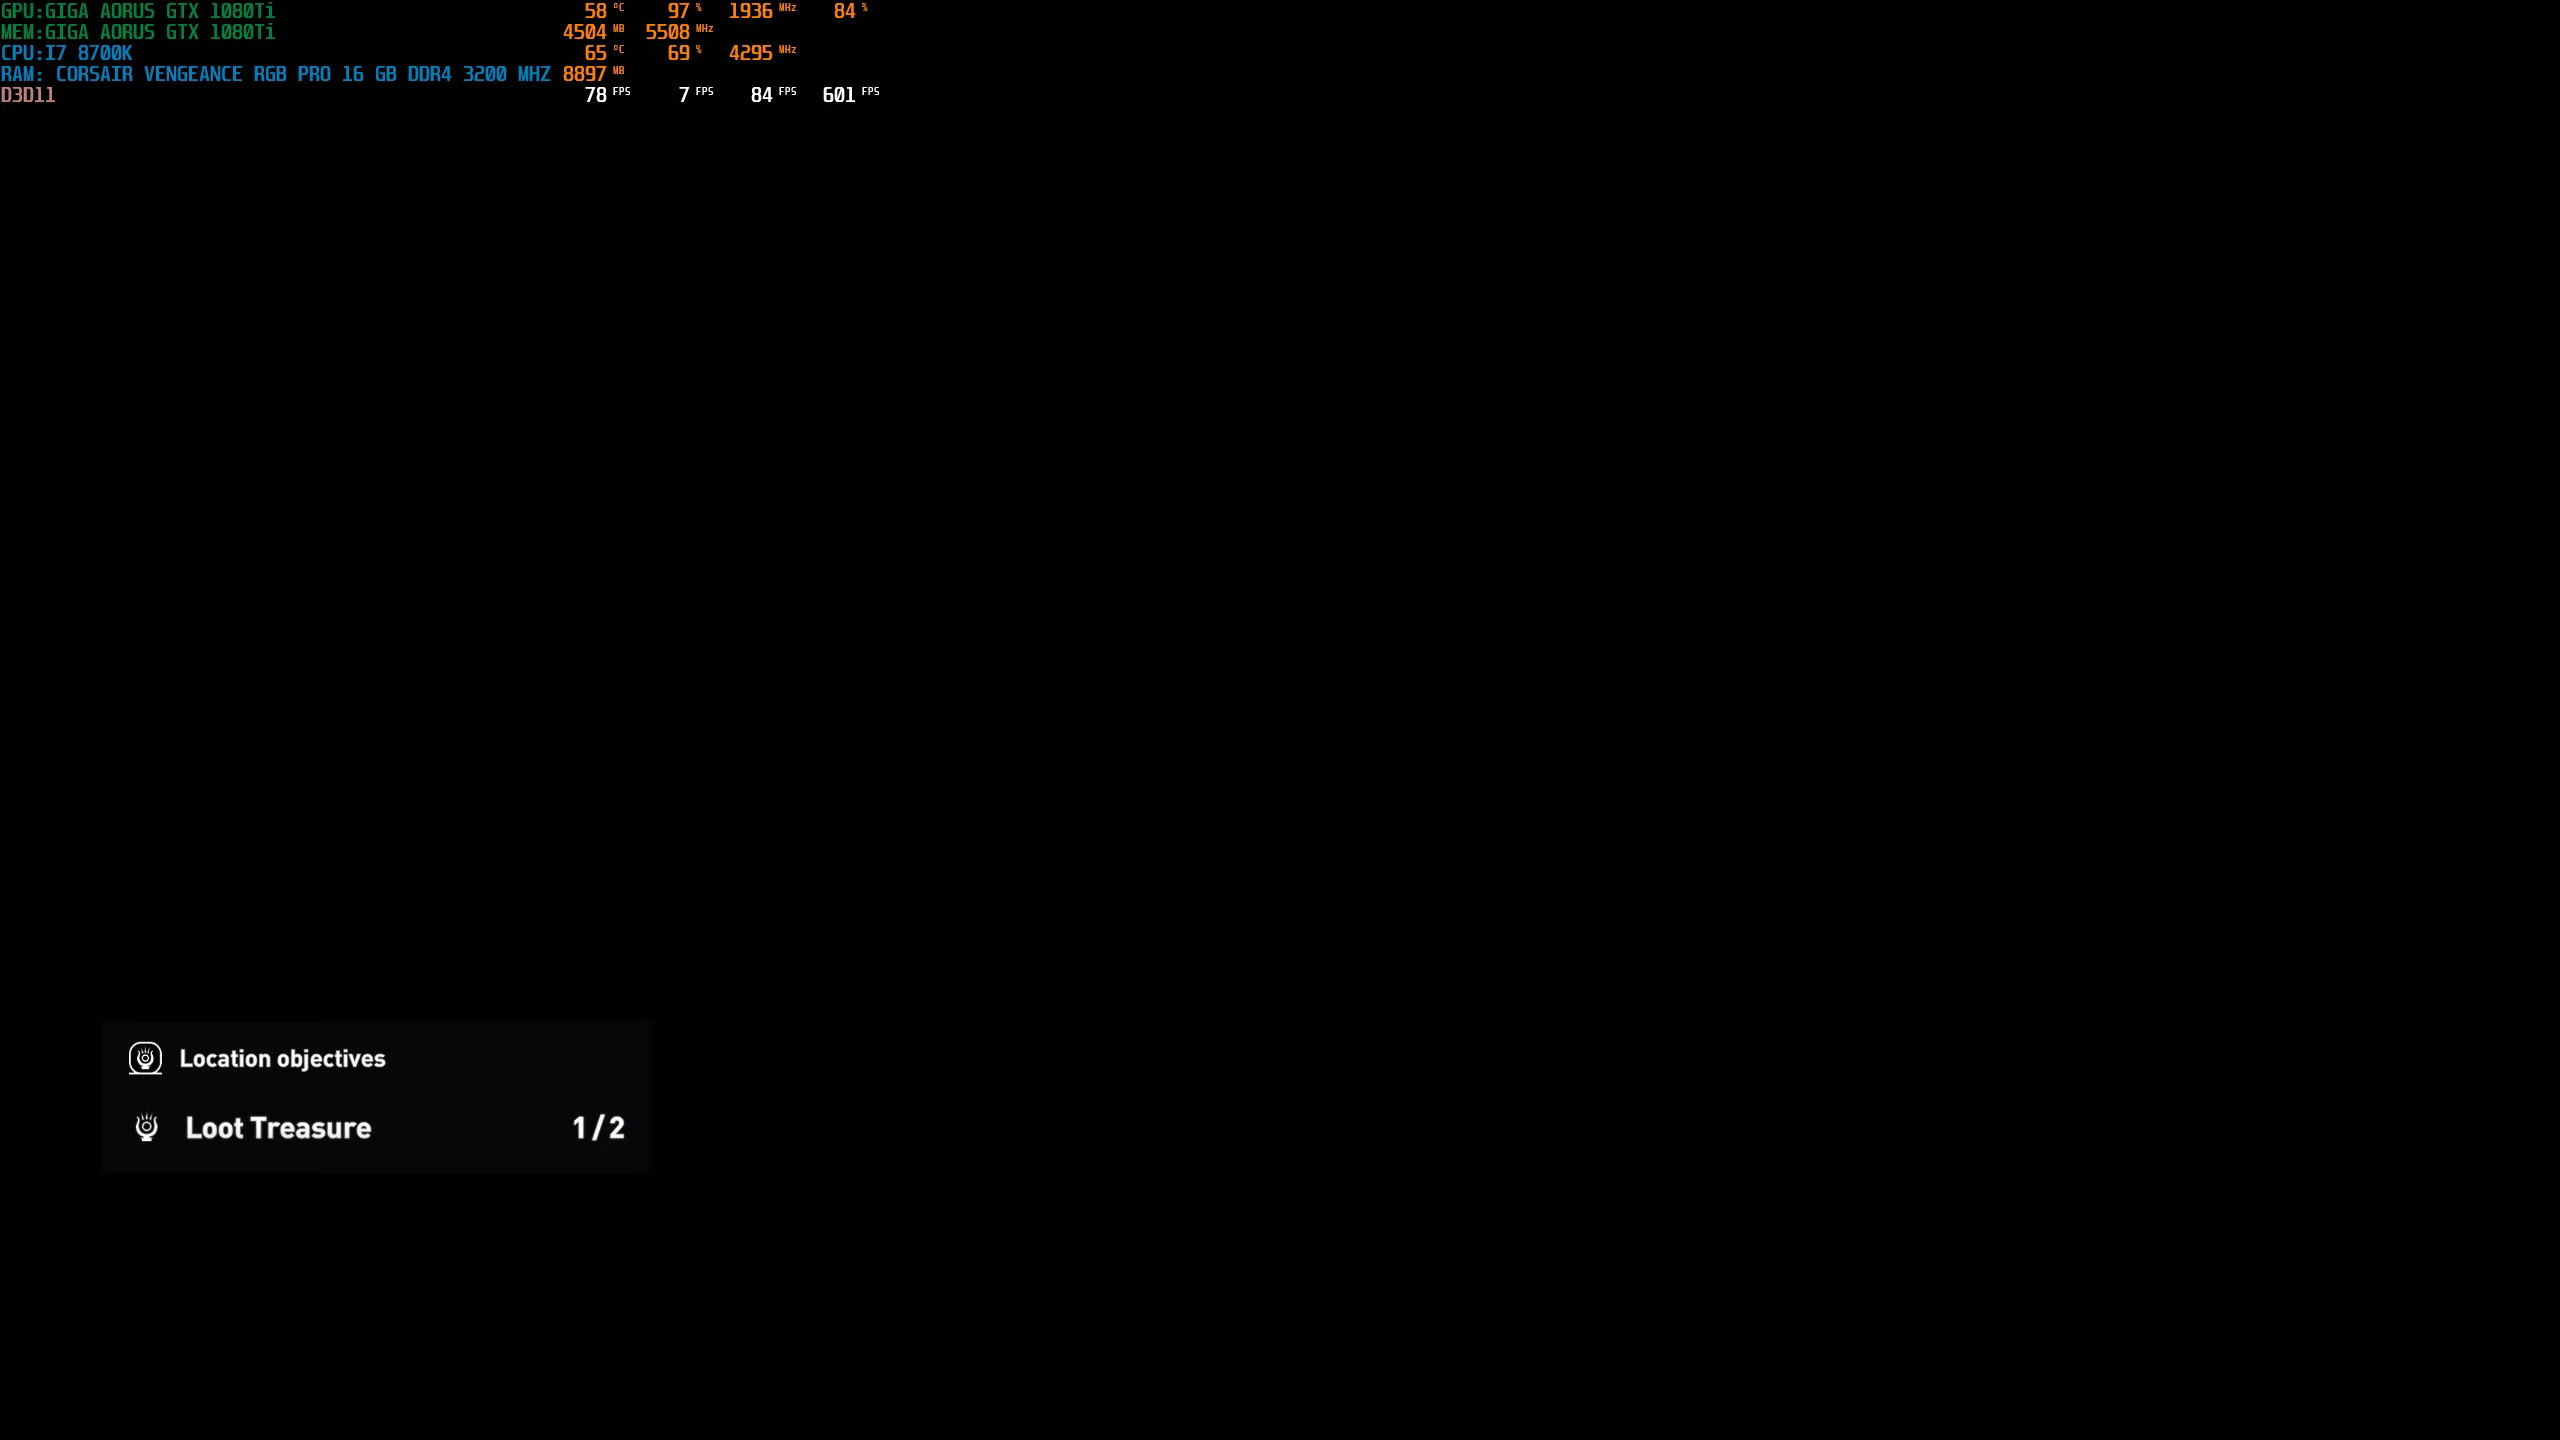 GPU:GIGA AORUS GTX 1080Ti 58 °C 97 % 1936 MHz 84 %
MEM:GIGA AORUS GTX 1080Ti 4504 MB 5508 MHz
CPU:I7 8700K 65 °C 69 % 4295 MHz
RAM: CORSAIR VENGEANCE RGB PRO 16 GB DDR4 3200 MHZ 8897 MB
D3D11 78 FPS 7 FPS 84 FPS 601 FPS
Location objectives
Loot Treasure 1/2